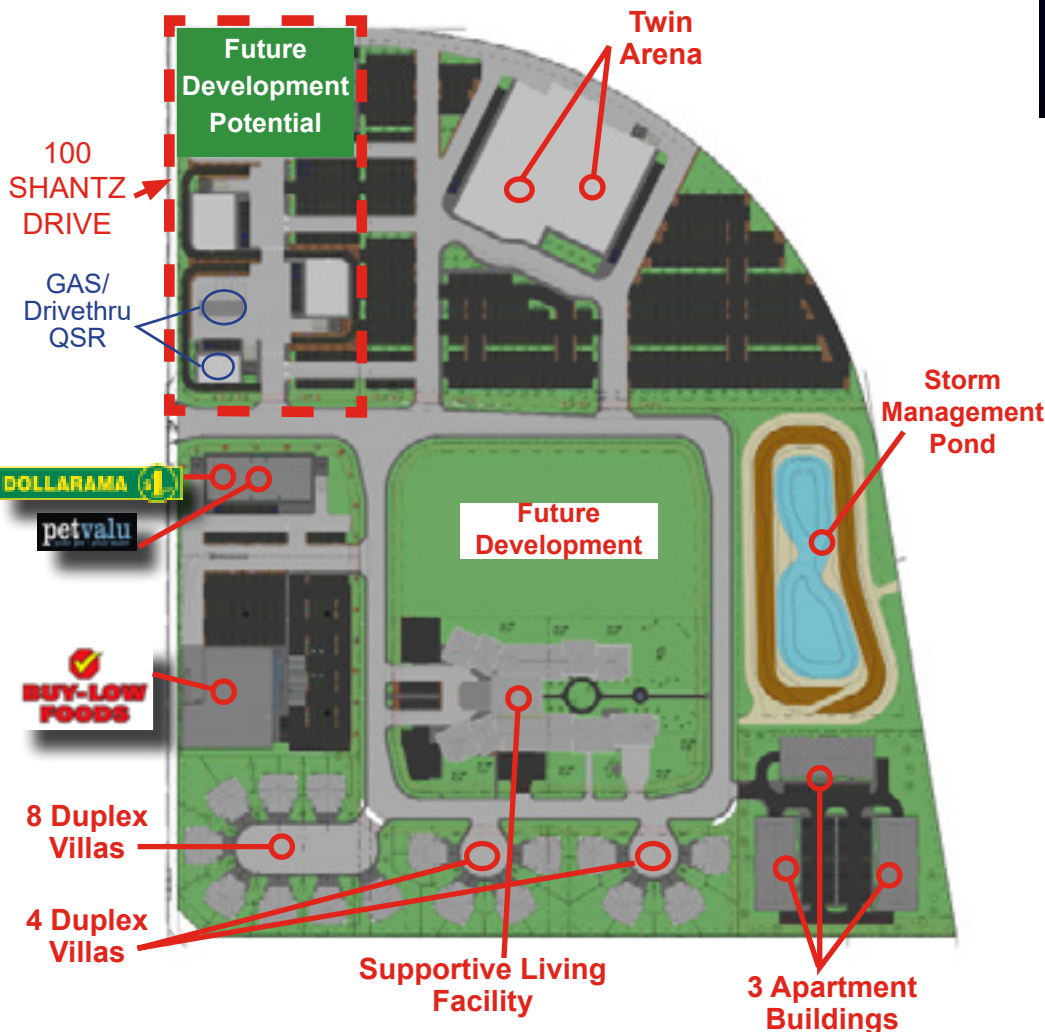 Twin
Arena
Future
Development
Potential
100
SHANTZ
DRIVE
GAS/
Drivethru
QSR
Storm
Management
Pond
DOLLARAMA
petvalu
Future
Development
BUY-LOW
FOODS
8 Duplex
Villas
4 Duplex
Villas
Supportive Living
Facility
3 Apartment
Buildings